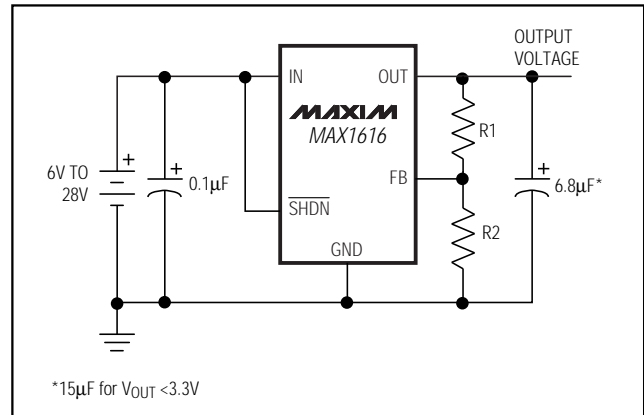 OUTPUT
VOLTAGE
IN
OUT
MAXIM
MAX1616
R1
6V TO
28V
+
+
0.1μF
FB
+
6.8μF*
SHDN
R2
GND
*15μF for VOUT <3.3V